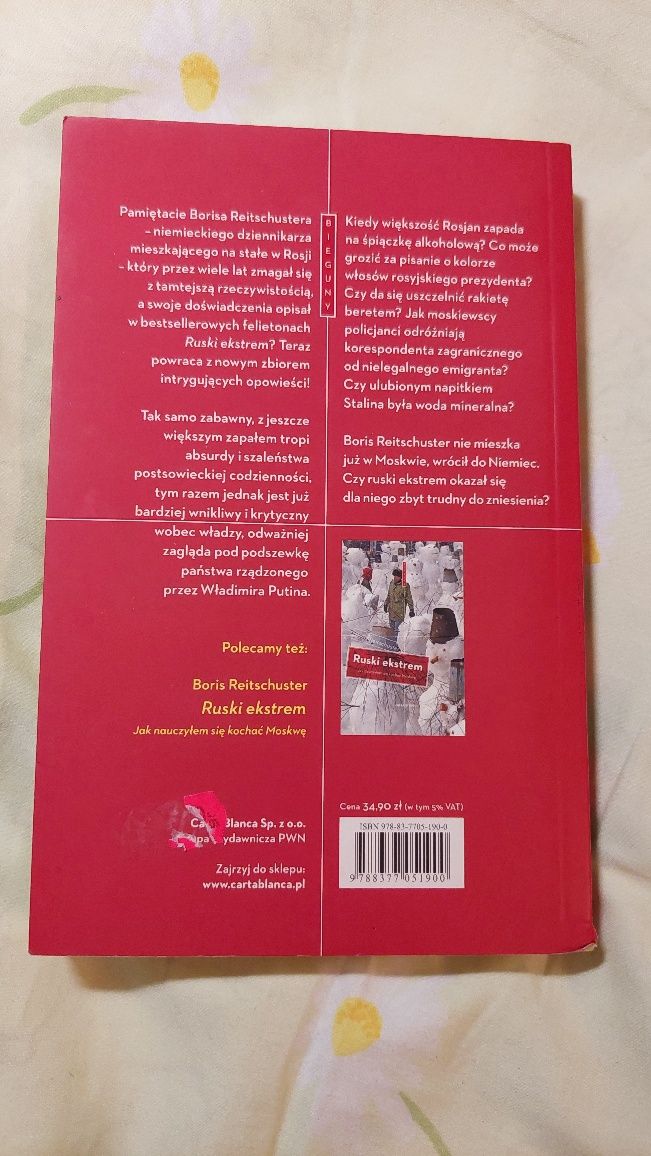 Pamiętacie Borisa Reitschustera
– niemieckiego dziennikarza
mieszkającego na stałe w Rosji
– który przez wiele lat zmagał się
z tamtejszą rzeczywistością,
a swoje doświadczenia opisał
w bestsellerowych felietonach
Ruski ekstrem? Teraz
powraca z nowym zbiorem
intrygujących opowieści!
Tak samo zabawny, z jeszcze
większym zapałem tropi
absurdy i szaleństwa
postsowieckiej codzienności,
tym razem jednak jest już
bardziej wnikliwy i krytyczny
wobec władzy, odważniej
zagląda pod podszewkę
państwa rządzonego
przez Władimira Putina.
Polecamy też:
Boris Reitschuster
Ruski ekstrem
Jak nauczyłem się kochać Moskwę
Blanca Sp. z o.o.
PWN
Zajrzyj do sklepu:
www.cartablanca.pl
BIEGUNY
Kiedy większość Rosjan zapada
na śpiączkę alkoholową? Co może
grozić za pisanie o kolorze
włosów rosyjskiego prezydenta?
Czy da się uszczelnić rakietę
beretem? Jak moskiewscy
policjanci odróżniają
korespondenta zagranicznego
od nielegalnego emigranta?
Czy ulubionym napitkiem
Stalina była woda mineralna?
Boris Reitschuster nie mieszka
już w Moskwie, wrócił do Niemiec.
Czy ruski ekstrem okazał się
dla niego zbyt trudny do zniesienia?
Ruski ekstrem
Cena 34,90 zł (w tym 5% VAT)
ISBN 978-83-7705-190-0
9 788377 051900